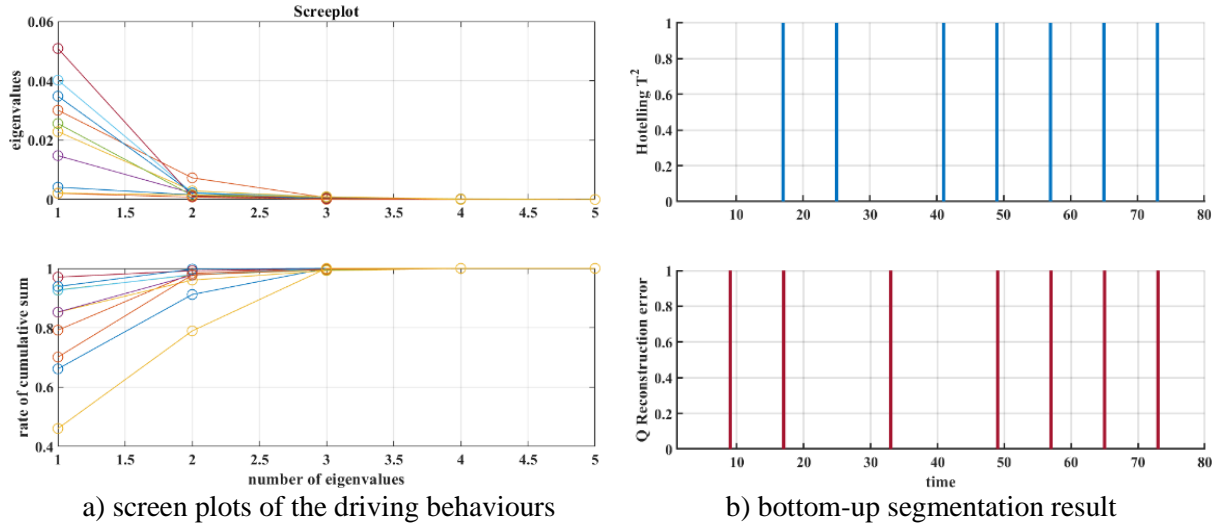 Screeplot
0.06
0.04
0.02
0
eigenvalues
1 1.5 2 2.5 3 3.5 4 4.5 5
1
0.8
0.6
0.4
rate of cumulative sum
1 1.5 2 2.5 3 3.5 4 4.5 5
number of eigenvalues
a) screen plots of the driving behaviours
1
0.8
0.6
0.4
0.2
0
Hotelling T²
10 20 30 40 50 60 70 80
1
0.8
0.6
0.4
0.2
0
Q Reconstruction error
10 20 30 40 50 60 70 80
time
b) bottom-up segmentation result